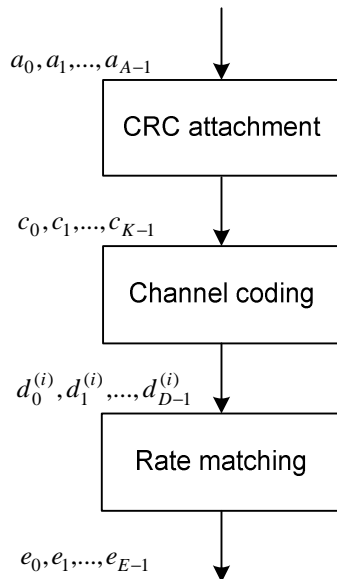 a_0, a_1,..., a_{A-1}
CRC attachment
c_0, c_1,..., c_{K-1}
Channel coding
d_0^{(i)}, d_1^{(i)},..., d_{D-1}^{(i)}
Rate matching
e_0, e_1,..., e_{E-1}